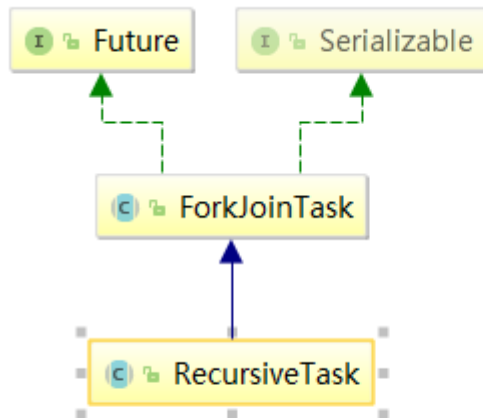 I Future
I Serializable
C ForkJoinTask
C RecursiveTask